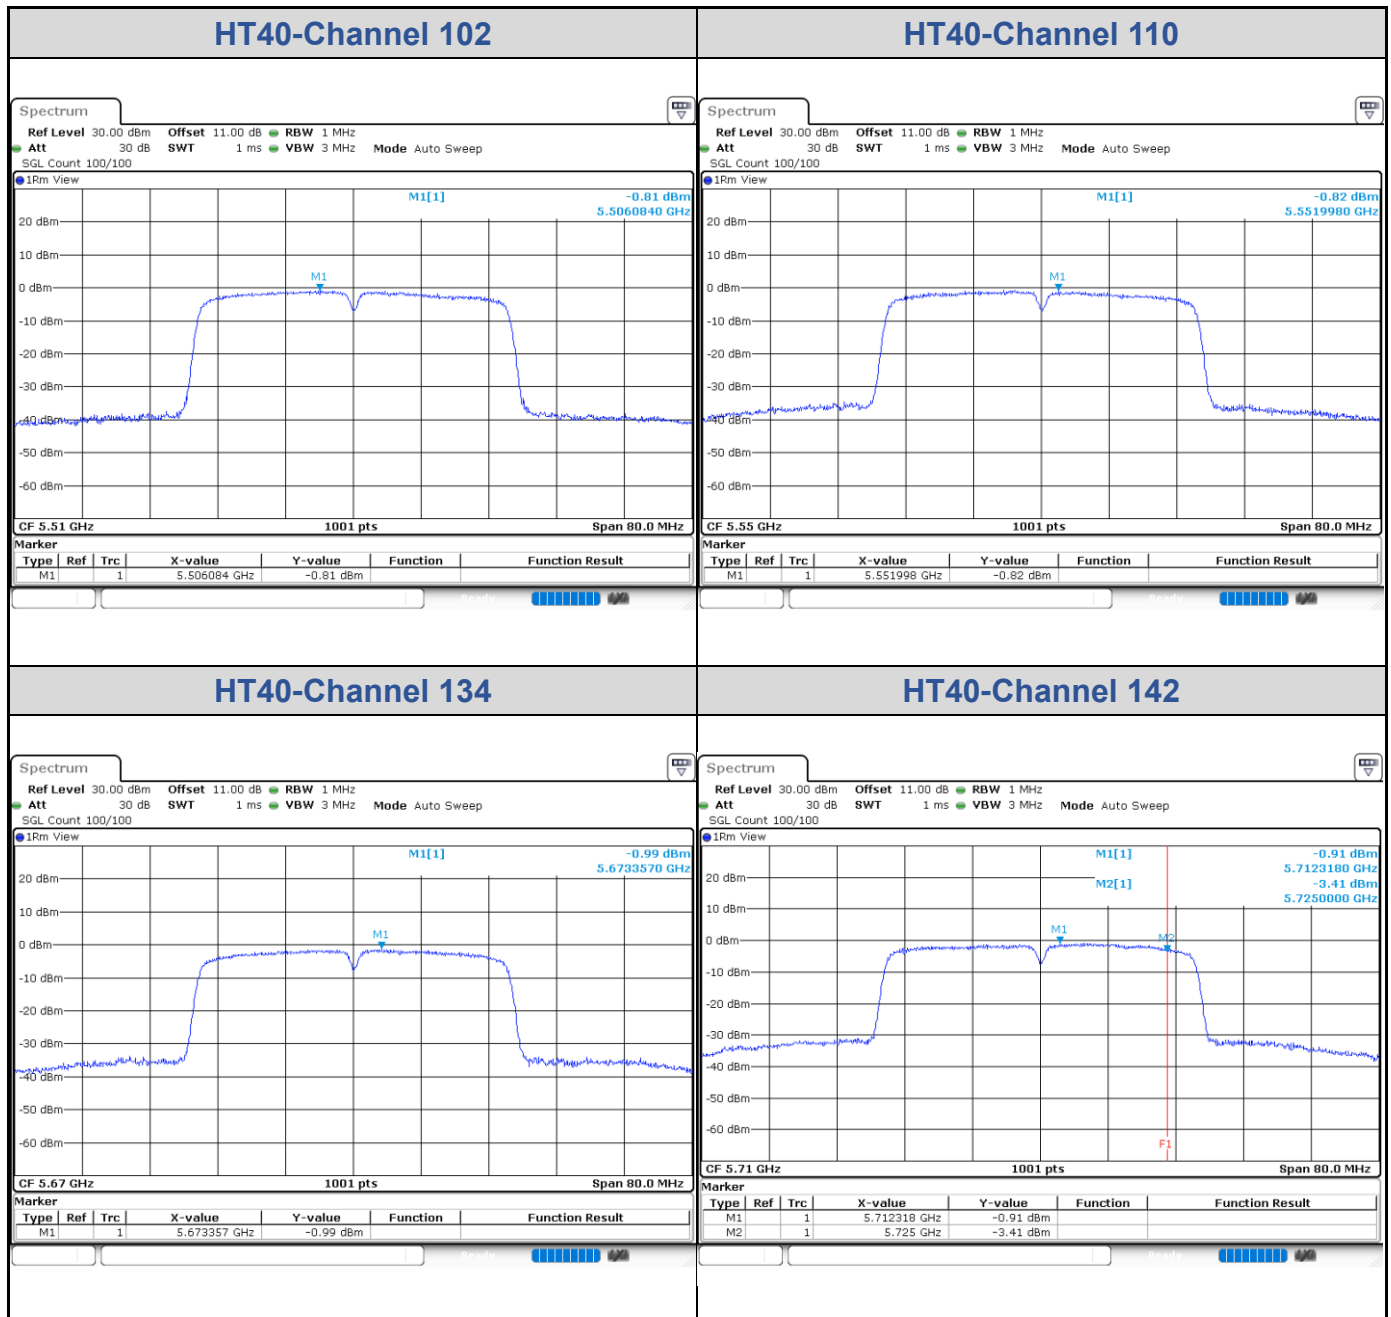 HT40-Channel 102
HT40-Channel 110
Spectrum
Ref Level 30.00 dBm Offset 11.00 dB RBW 1 MHz
Att 30 dB SWT 1 ms VBW 3 MHz Mode Auto Sweep
SGL Count 100/100
1Rm View
M1[1] -0.81 dBm
5.5060840 GHz
20 dBm
10 dBm
M1
0 dBm
-10 dBm
-20 dBm
-30 dBm
-40 dBm
-50 dBm
-60 dBm
CF 5.51 GHz 1001 pts Span 80.0 MHz
Marker
Type Ref Trc X-value Y-value Function Function Result
M1 1 5.506084 GHz -0.81 dBm
Ready
Spectrum
Ref Level 30.00 dBm Offset 11.00 dB RBW 1 MHz
Att 30 dB SWT 1 ms VBW 3 MHz Mode Auto Sweep
SGL Count 100/100
1Rm View
M1[1] -0.82 dBm
5.5519980 GHz
20 dBm
10 dBm
M1
0 dBm
-10 dBm
-20 dBm
-30 dBm
-40 dBm
-50 dBm
-60 dBm
CF 5.55 GHz 1001 pts Span 80.0 MHz
Marker
Type Ref Trc X-value Y-value Function Function Result
M1 1 5.551998 GHz -0.82 dBm
Ready
HT40-Channel 134
HT40-Channel 142
Spectrum
Ref Level 30.00 dBm Offset 11.00 dB RBW 1 MHz
Att 30 dB SWT 1 ms VBW 3 MHz Mode Auto Sweep
SGL Count 100/100
1Rm View
M1[1] -0.99 dBm
5.6733570 GHz
20 dBm
10 dBm
M1
0 dBm
-10 dBm
-20 dBm
-30 dBm
-40 dBm
-50 dBm
-60 dBm
CF 5.67 GHz 1001 pts Span 80.0 MHz
Marker
Type Ref Trc X-value Y-value Function Function Result
M1 1 5.673357 GHz -0.99 dBm
Ready
Spectrum
Ref Level 30.00 dBm Offset 11.00 dB RBW 1 MHz
Att 30 dB SWT 1 ms VBW 3 MHz Mode Auto Sweep
SGL Count 100/100
1Rm View
M1[1] -0.91 dBm
5.7123180 GHz
20 dBm
M2[1] -3.41 dBm
5.7250000 GHz
10 dBm
M1
0 dBm M2
-10 dBm
-20 dBm
-30 dBm
-40 dBm
-50 dBm
-60 dBm
F1
CF 5.71 GHz 1001 pts Span 80.0 MHz
Marker
Type Ref Trc X-value Y-value Function Function Result
M1 1 5.712318 GHz -0.91 dBm
M2 1 5.725 GHz -3.41 dBm
Ready